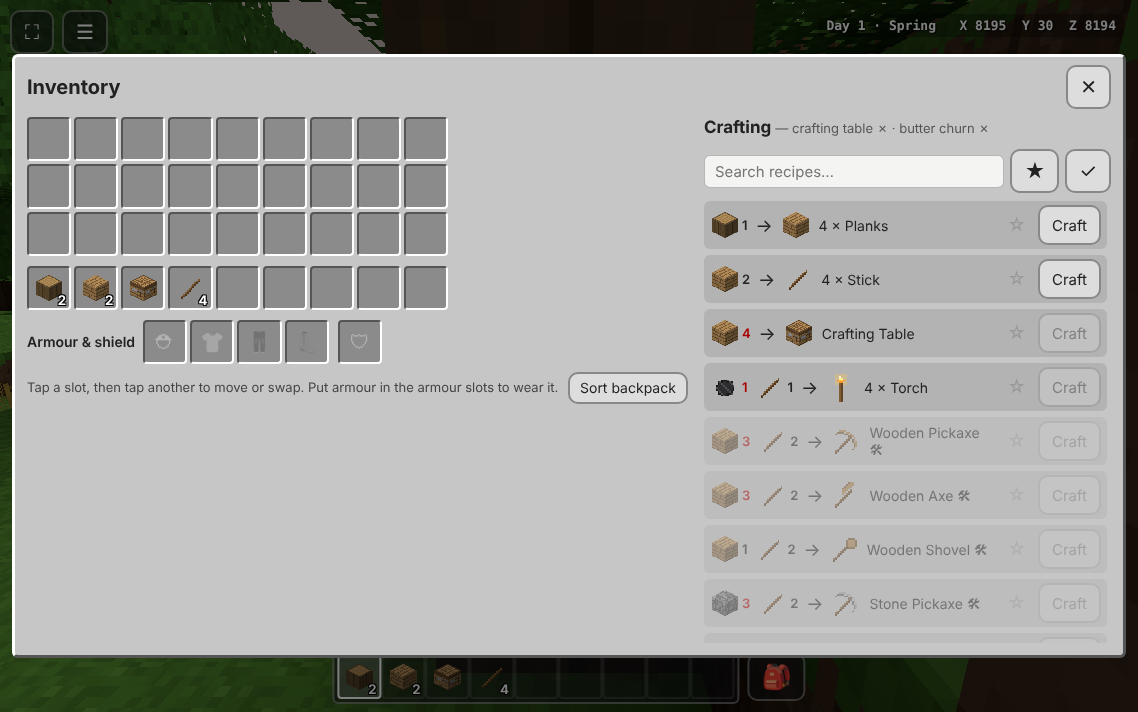 Day 1 · Spring X 8195 Y 30 Z 8194
Inventory
Crafting — crafting table × · butter churn ×
Search recipes...
1 → 4 × Planks ☆ Craft
2 → 4 × Stick ☆ Craft
4 → Crafting Table ☆ Craft
1 1 → 4 × Torch ☆ Craft
3 2 → Wooden Pickaxe 🛠 ☆ Craft
3 2 → Wooden Axe 🛠 ☆ Craft
1 2 → Wooden Shovel 🛠 ☆ Craft
3 2 → Stone Pickaxe 🛠 ☆ Craft
2 2 4
Armour & shield
Tap a slot, then tap another to move or swap. Put armour in the armour slots to wear it. Sort backpack
2 2 4